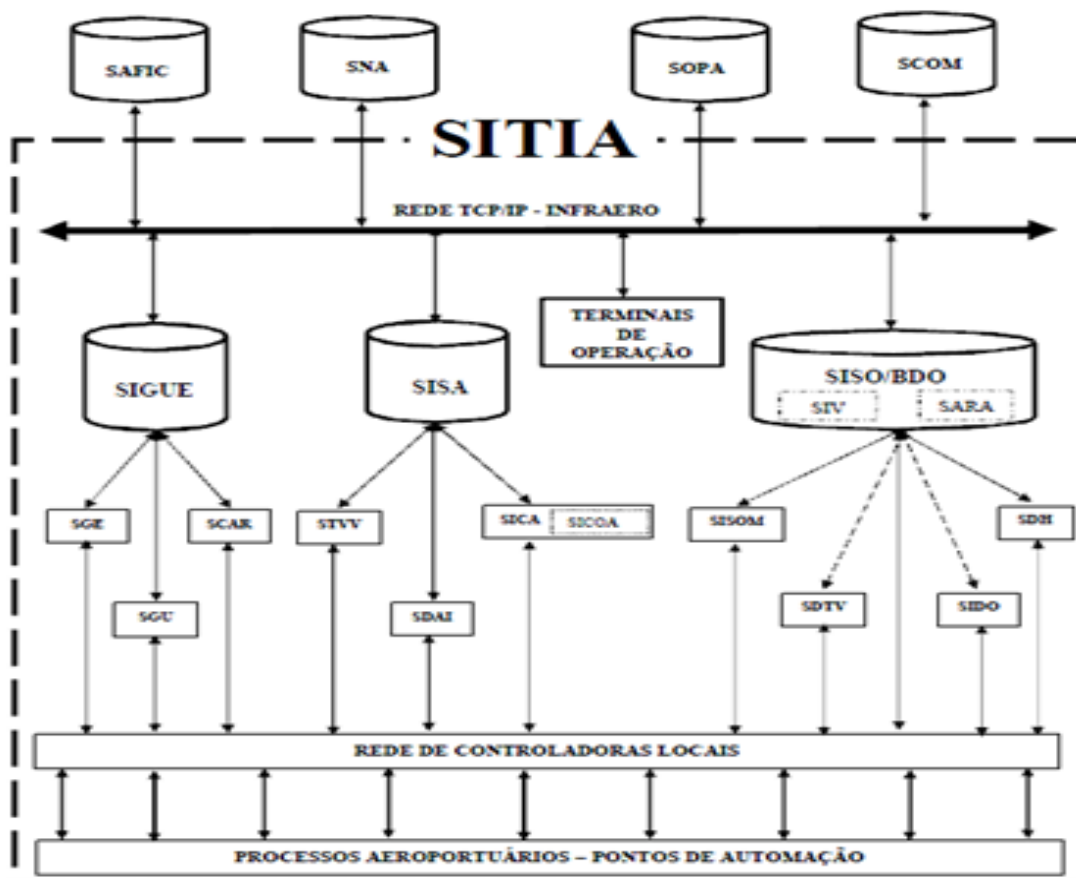 SAFIC
SNA
SOPA
SCOM
SITIA
REDE TCP/IP - INFRAERO
TERMINAIS
DE
OPERAÇÃO
SIGUE
SISA
SISO/BDO
SIV
SARA
SGE
SCAR
STVV
SICA
SICOA
SISOM
SDH
SGU
SDAI
SDTV
SIDO
REDE DE CONTROLADORAS LOCAIS
PROCESSOS AEROPORTUÁRIOS – PONTOS DE AUTOMAÇÃO